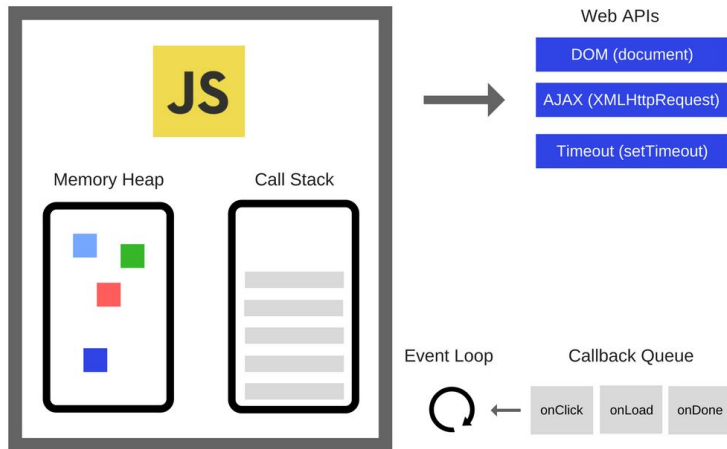 JS
Memory Heap
Call Stack
Web APIs
DOM (document)
AJAX (XMLHttpRequest)
Timeout (setTimeout)
Event Loop
Callback Queue
onClick
onLoad
onDone